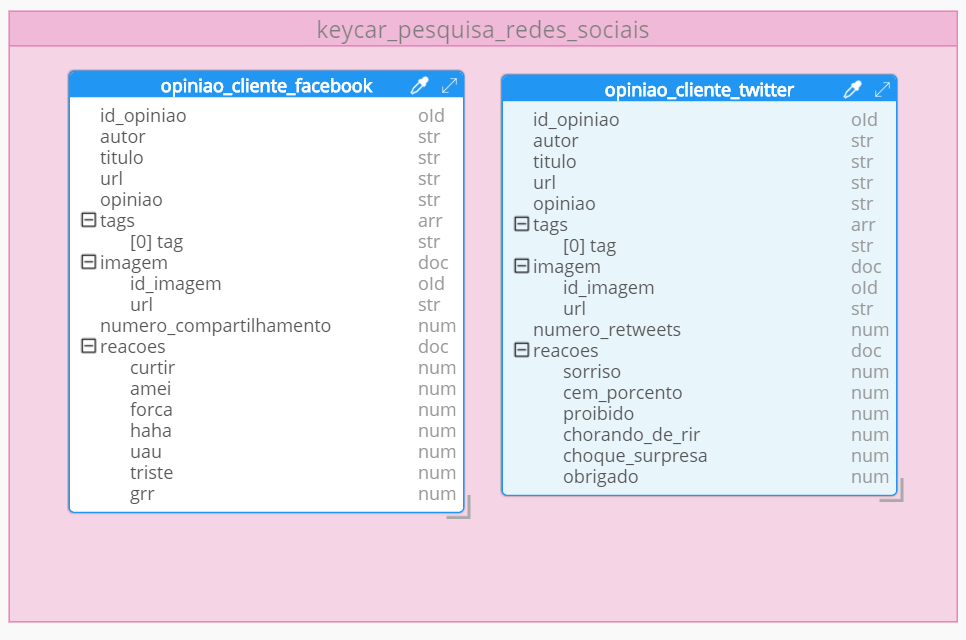 keycar_pesquisa_redes_sociais
opiniao_cliente_facebook
id_opiniao oId
autor str
titulo str
url str
opiniao str
tags arr
[0] tag str
imagem doc
id_imagem oId
url str
numero_compartilhamento num
reacoes doc
curtir num
amei num
forca num
haha num
uau num
triste num
grr num
opiniao_cliente_twitter
id_opiniao oId
autor str
titulo str
url str
opiniao str
tags arr
[0] tag str
imagem doc
id_imagem oId
url str
numero_retweets num
reacoes doc
sorriso num
cem_porcento num
proibido num
chorando_de_rir num
choque_surpresa num
obrigado num